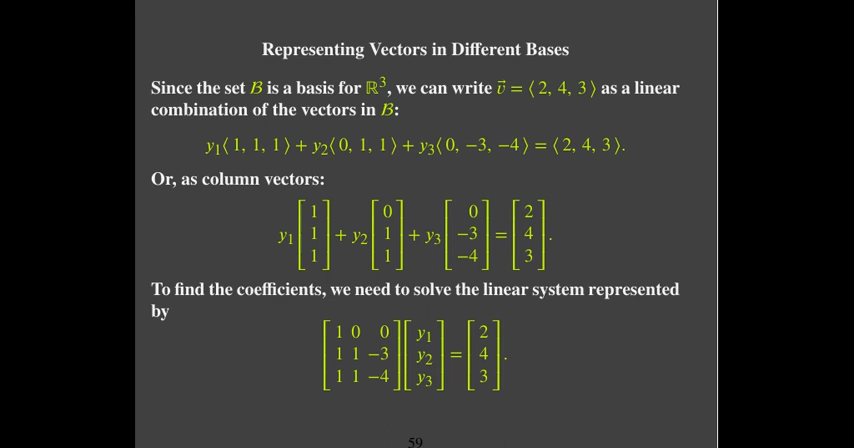 Representing Vectors in Different Bases
Since the set ℬ is a basis for ℝ³, we can write v⃗ = ⟨ 2, 4, 3 ⟩ as a linear
combination of the vectors in ℬ:
y₁⟨ 1, 1, 1 ⟩ + y₂⟨ 0, 1, 1 ⟩ + y₃⟨ 0, −3, −4 ⟩ = ⟨ 2, 4, 3 ⟩.
Or, as column vectors:
y₁ [1 1 1] + y₂ [0 1 1] + y₃ [0 −3 −4] = [2 4 3].
To find the coefficients, we need to solve the linear system represented
by
[1 0 0; 1 1 −3; 1 1 −4] [y₁ y₂ y₃] = [2 4 3].
59